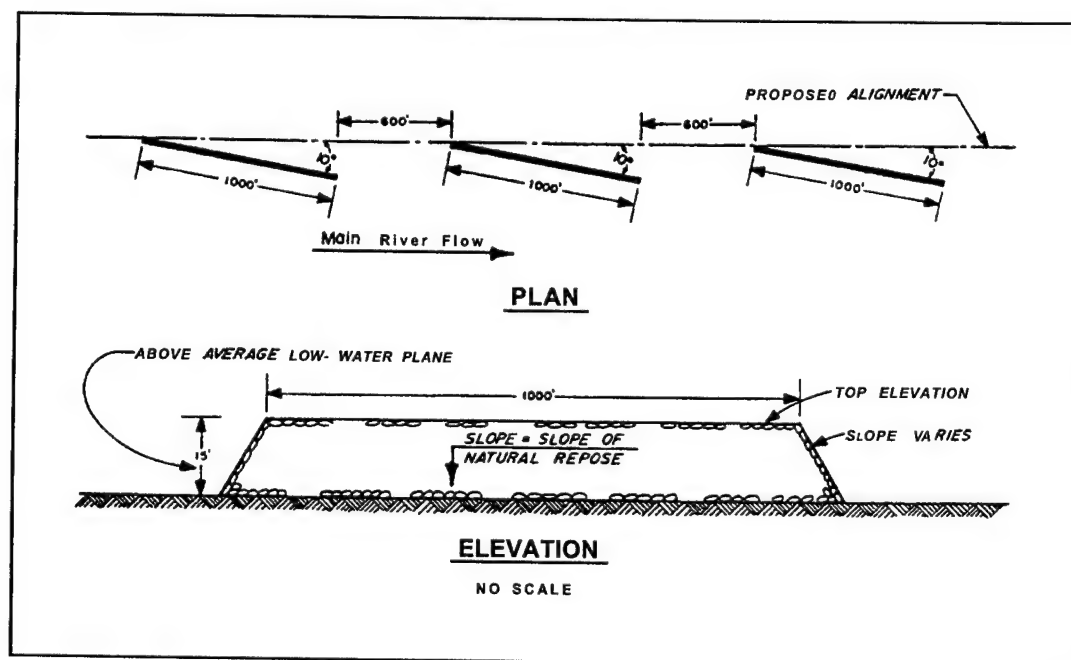 PROPOSED ALIGNMENT
600'
600'
10°
10°
10°
1000'
1000'
1000'
Main River Flow
PLAN
ABOVE AVERAGE LOW- WATER PLANE
1000'
TOP ELEVATION
SLOPE VARIES
15'
SLOPE = SLOPE OF
NATURAL REPOSE
ELEVATION
NO SCALE